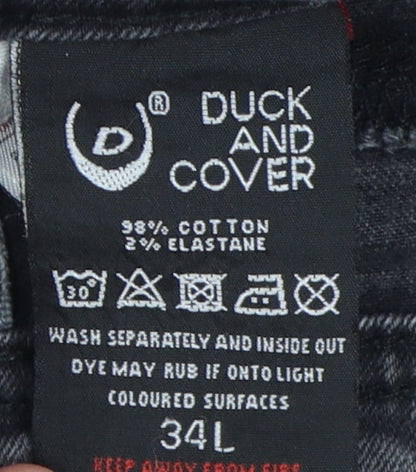 D ®
DUCK
AND
COVER
98% COTTON
2% ELASTANE
30°
WASH SEPARATELY AND INSIDE OUT
DYE MAY RUB IF ONTO LIGHT
COLOURED SURFACES
34L
KEEP AWAY FROM FIRE